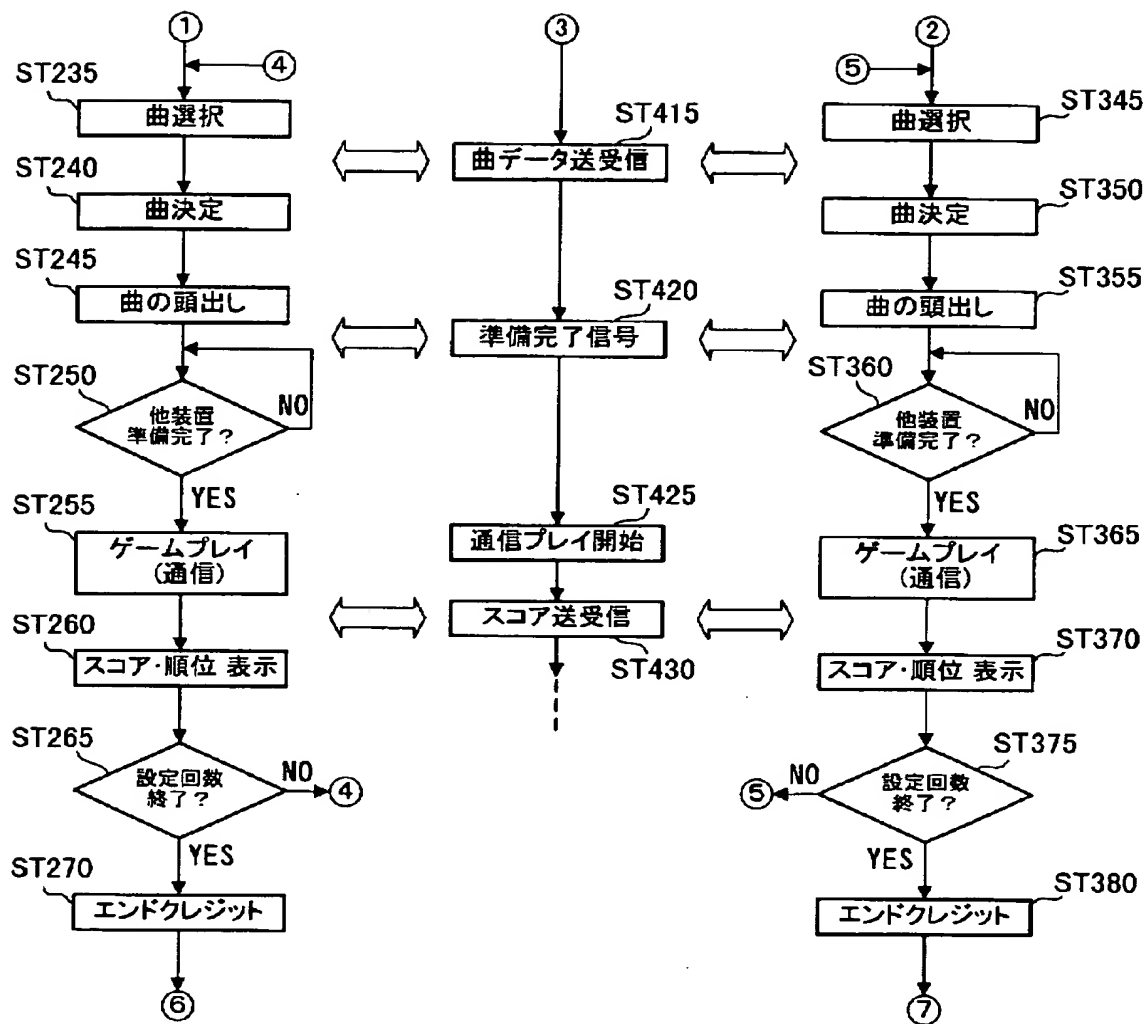 ①
④
ST235
曲選択
ST240
曲決定
ST245
曲の頭出し
ST250
他装置
準備完了?
NO
YES
ST255
ゲームプレイ
(通信)
ST260
スコア・順位 表示
ST265
設定回数
終了?
NO
④
YES
ST270
エンドクレジット
⑥
③
ST415
曲データ送受信
ST420
準備完了信号
ST425
通信プレイ開始
スコア送受信
ST430
②
⑤
ST345
曲選択
ST350
曲決定
ST355
曲の頭出し
ST360
他装置
準備完了?
NO
YES
ST365
ゲームプレイ
(通信)
ST370
スコア・順位 表示
ST375
設定回数
終了?
NO
⑤
YES
ST380
エンドクレジット
⑦